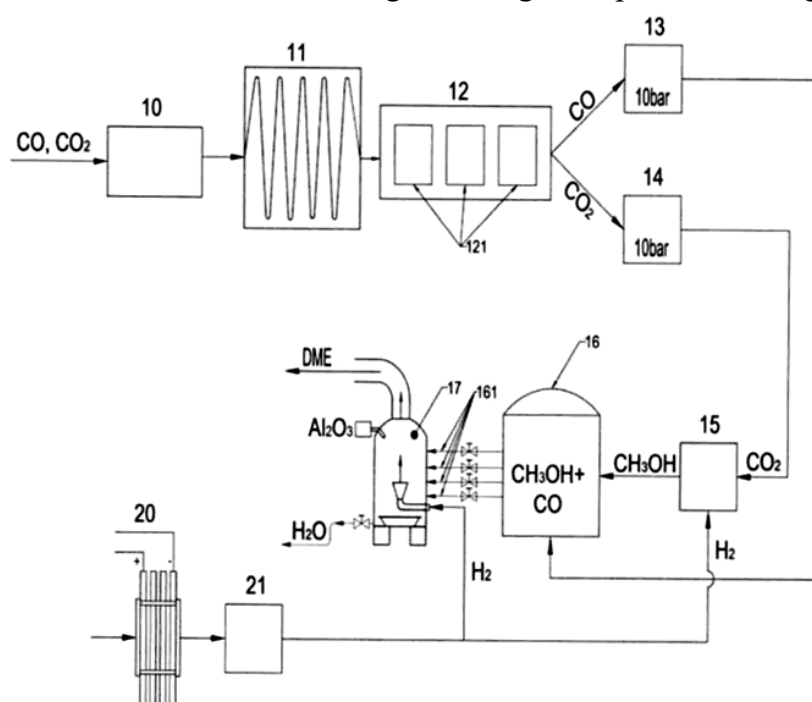 13
11
12
10
CO
10bar
CO, CO₂
CO₂
14
121
10bar
16
DME
17
161
15
Al₂O₃
CH₃OH
CO₂
CH₃OH+
CO
20
H₂O
H₂
H₂
+ -
21